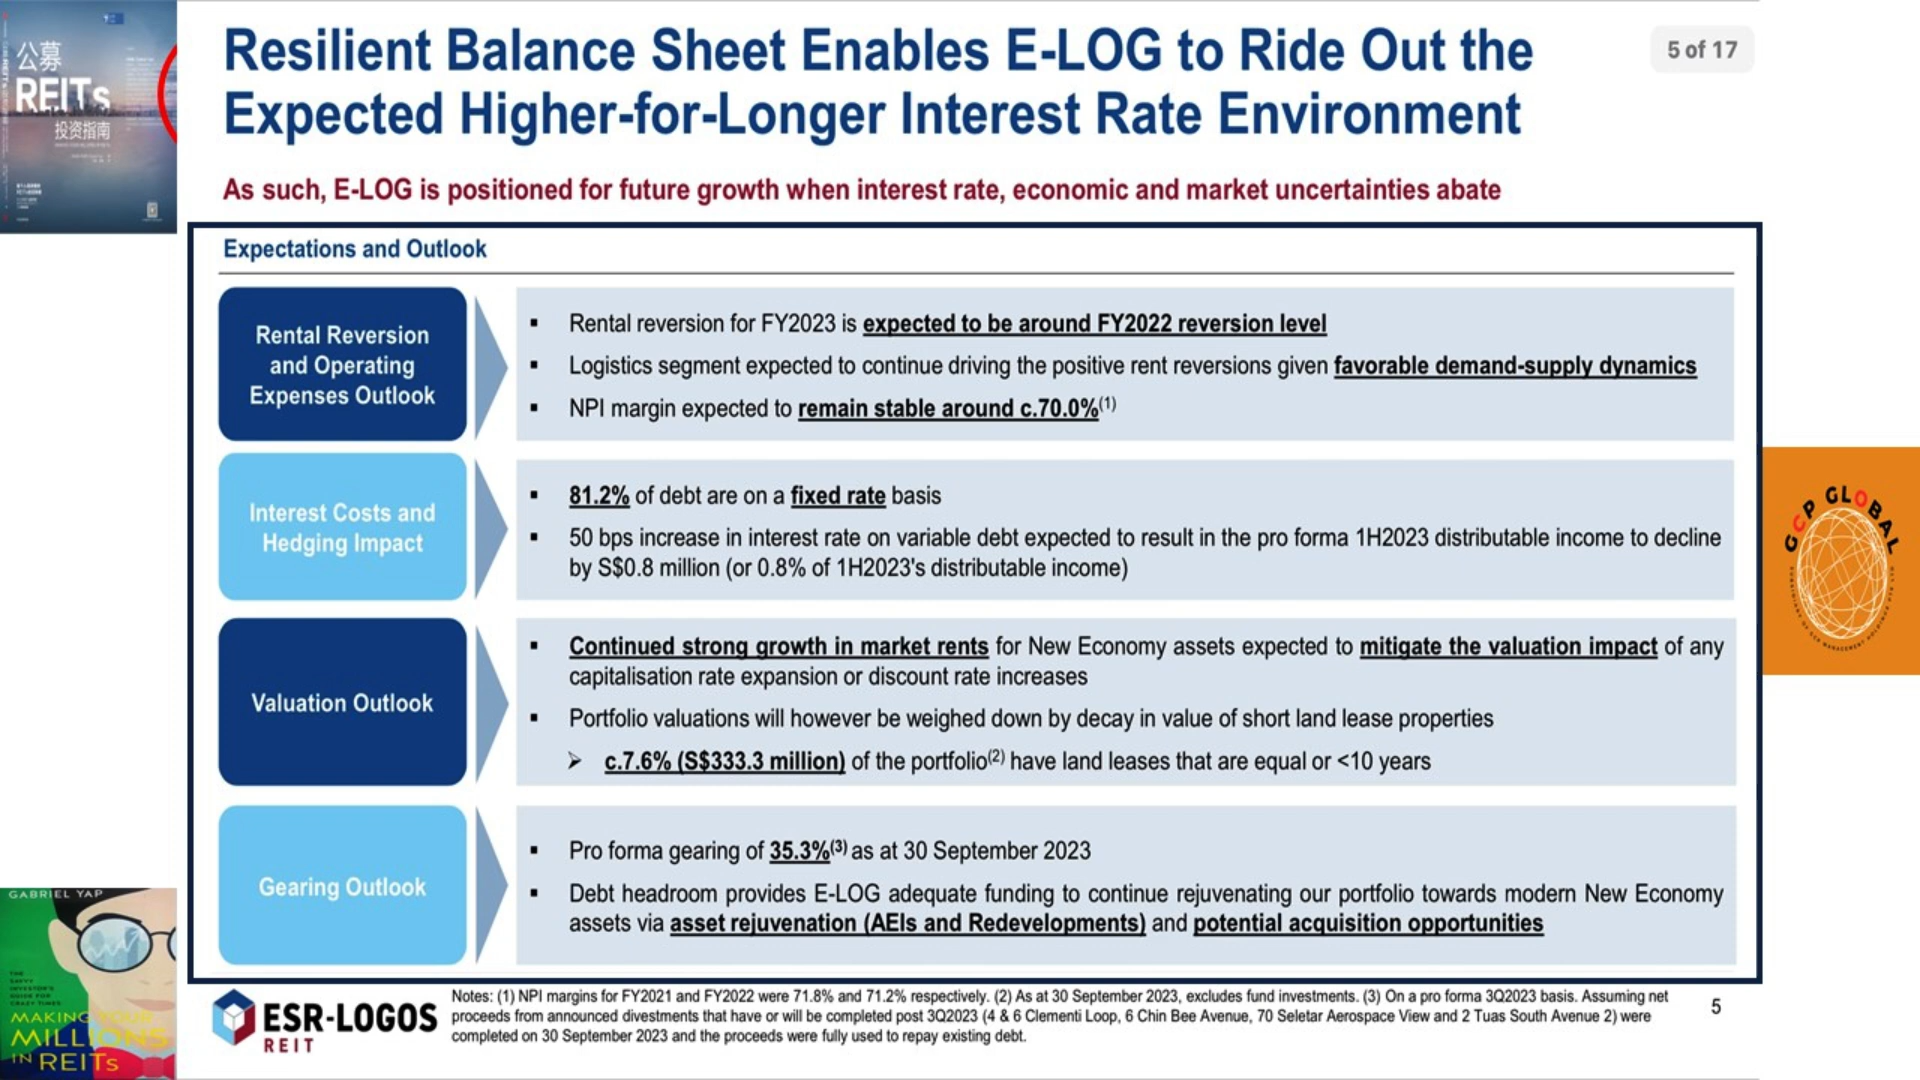 公募
REITs
投资指南
Resilient Balance Sheet Enables E-LOG to Ride Out the
Expected Higher-for-Longer Interest Rate Environment
5 of 17
As such, E-LOG is positioned for future growth when interest rate, economic and market uncertainties abate
Expectations and Outlook
Rental Reversion
and Operating
Expenses Outlook
▪ Rental reversion for FY2023 is expected to be around FY2022 reversion level
▪ Logistics segment expected to continue driving the positive rent reversions given favorable demand-supply dynamics
▪ NPI margin expected to remain stable around c.70.0%(1)
Interest Costs and
Hedging Impact
▪ 81.2% of debt are on a fixed rate basis
▪ 50 bps increase in interest rate on variable debt expected to result in the pro forma 1H2023 distributable income to decline
by S$0.8 million (or 0.8% of 1H2023's distributable income)
Valuation Outlook
▪ Continued strong growth in market rents for New Economy assets expected to mitigate the valuation impact of any
capitalisation rate expansion or discount rate increases
▪ Portfolio valuations will however be weighed down by decay in value of short land lease properties
➢ c.7.6% (S$333.3 million) of the portfolio(2) have land leases that are equal or <10 years
Gearing Outlook
▪ Pro forma gearing of 35.3%(3) as at 30 September 2023
▪ Debt headroom provides E-LOG adequate funding to continue rejuvenating our portfolio towards modern New Economy
assets via asset rejuvenation (AEIs and Redevelopments) and potential acquisition opportunities
GCP GLOBAL
GABRIEL YAP
THE
SAVVY
INVESTOR'S
GUIDE FOR
CRAZY TIMES
MAKING YOUR
MILLIONS
IN REITs
ESR-LOGOS
REIT
Notes: (1) NPI margins for FY2021 and FY2022 were 71.8% and 71.2% respectively. (2) As at 30 September 2023, excludes fund investments. (3) On a pro forma 3Q2023 basis. Assuming net
proceeds from announced divestments that have or will be completed post 3Q2023 (4 & 6 Clementi Loop, 6 Chin Bee Avenue, 70 Seletar Aerospace View and 2 Tuas South Avenue 2) were
completed on 30 September 2023 and the proceeds were fully used to repay existing debt.
5